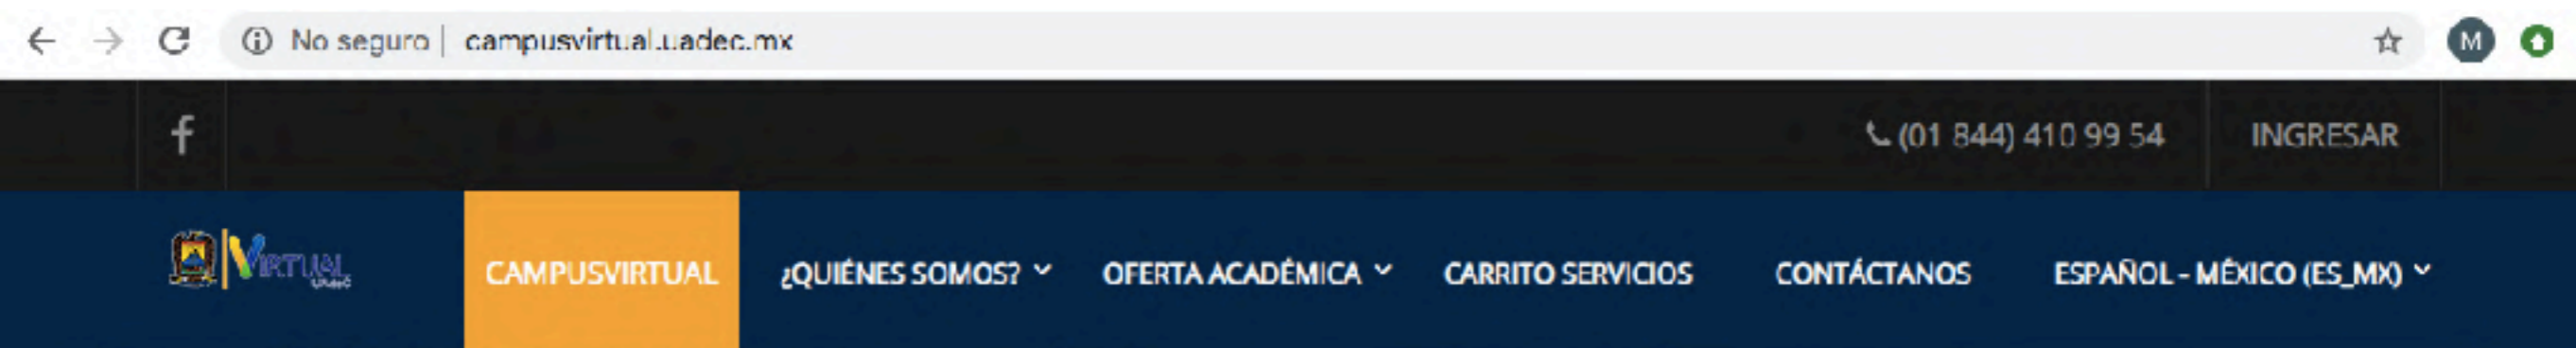 No seguro | campusvirtual.uadec.mx
M
f
(01 844) 410 99 54 INGRESAR
VIRTUAL
UAdeC
CAMPUSVIRTUAL ¿QUIÉNES SOMOS? OFERTA ACADÉMICA CARRITO SERVICIOS CONTÁCTANOS ESPAÑOL - MÉXICO (ES_MX)